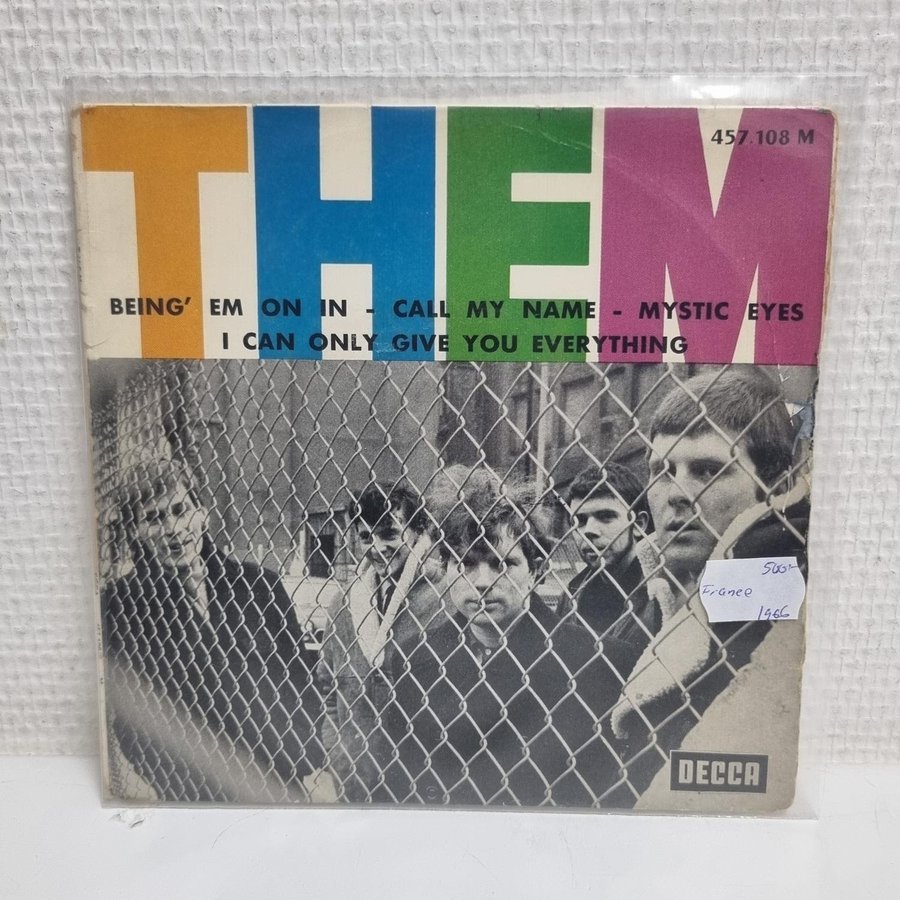 THEM
457.108 M
BEING' EM ON IN - CALL MY NAME - MYSTIC EYES
I CAN ONLY GIVE YOU EVERYTHING
500:-
France
1966
DECCA